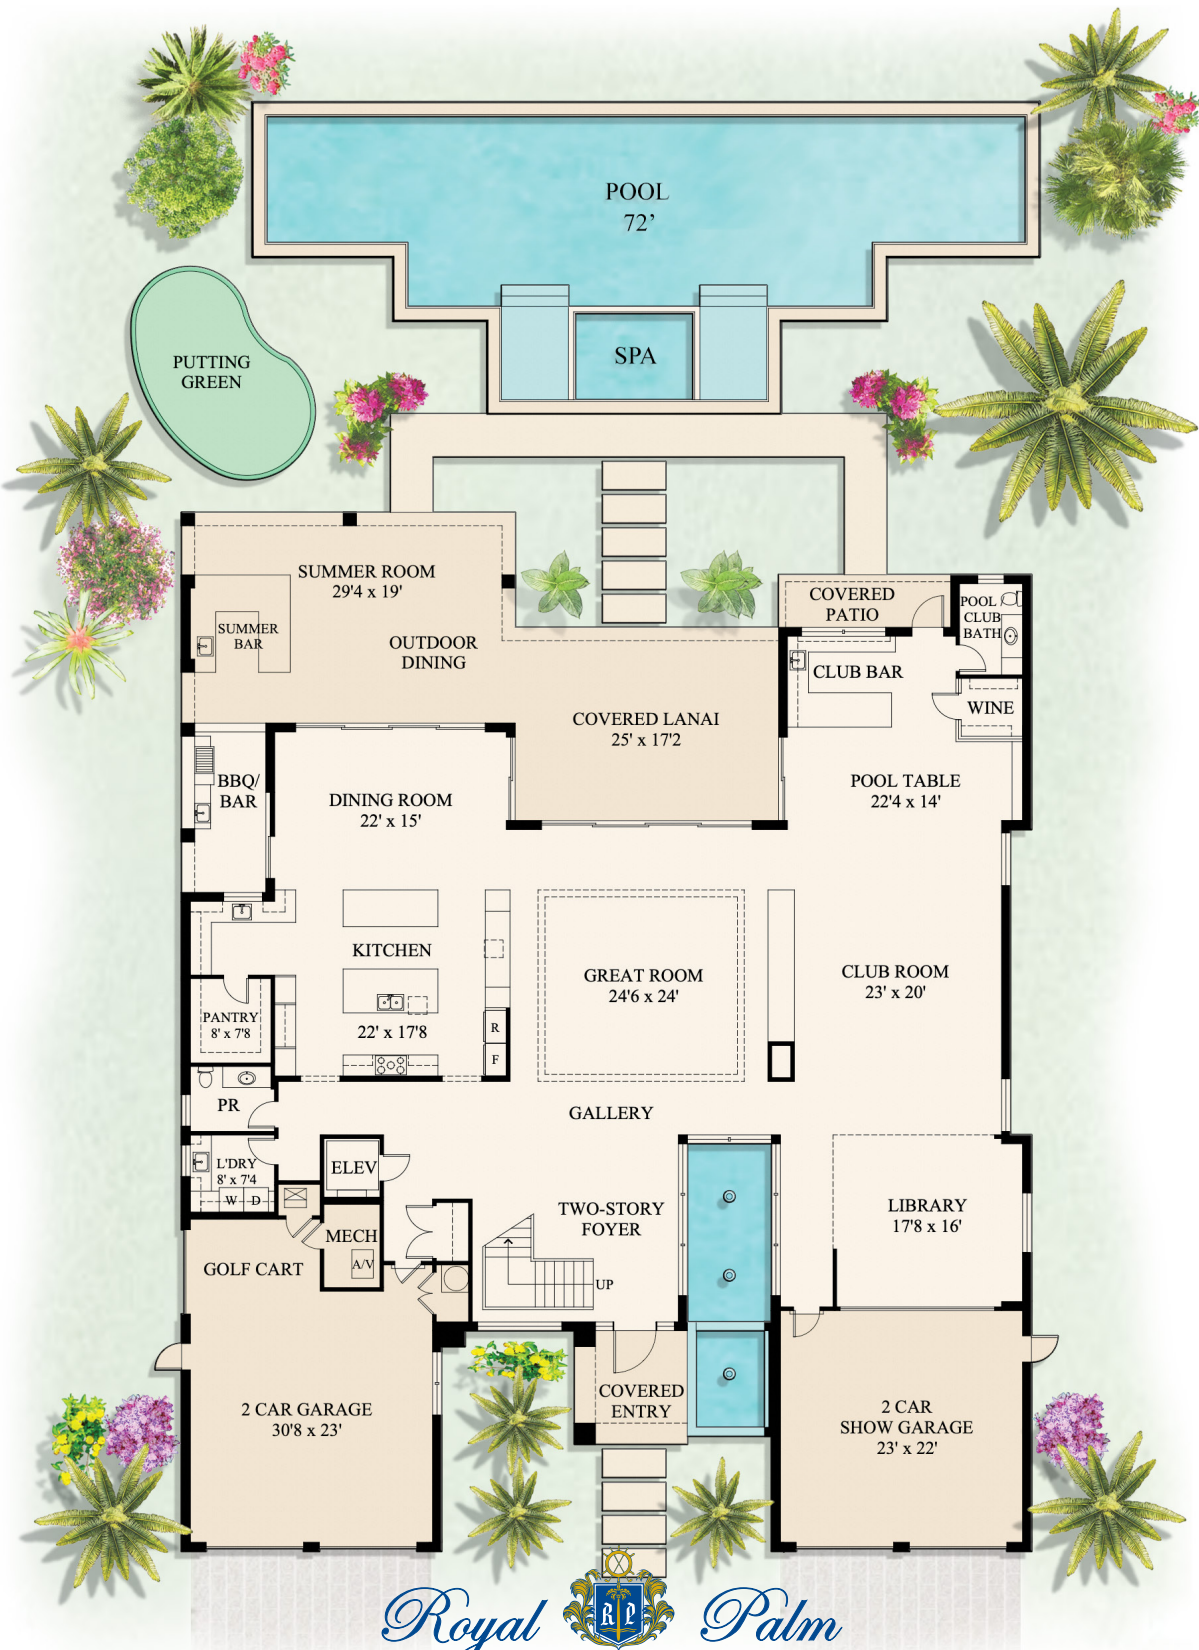 POOL
72’
SPA
PUTTING
GREEN
SUMMER ROOM
29'4 x 19'
SUMMER
BAR
OUTDOOR
DINING
COVERED
PATIO
POOL /
CLUB
BATH
CLUB BAR
WINE
COVERED LANAI
25' x 17'2
BBQ/
BAR
DINING ROOM
22' x 15'
POOL TABLE
22'4 x 14'
KITCHEN
22' x 17'8
GREAT ROOM
24'6 x 24'
CLUB ROOM
23' x 20'
PANTRY
8' x 7'8
R
F
PR
GALLERY
L'DRY
8' x 7'4
W D
ELEV
MECH
A/V
TWO-STORY
FOYER
UP
LIBRARY
17'8 x 16'
GOLF CART
2 CAR GARAGE
30'8 x 23'
COVERED
ENTRY
2 CAR
SHOW GARAGE
23' x 22'
Royal RP Palm